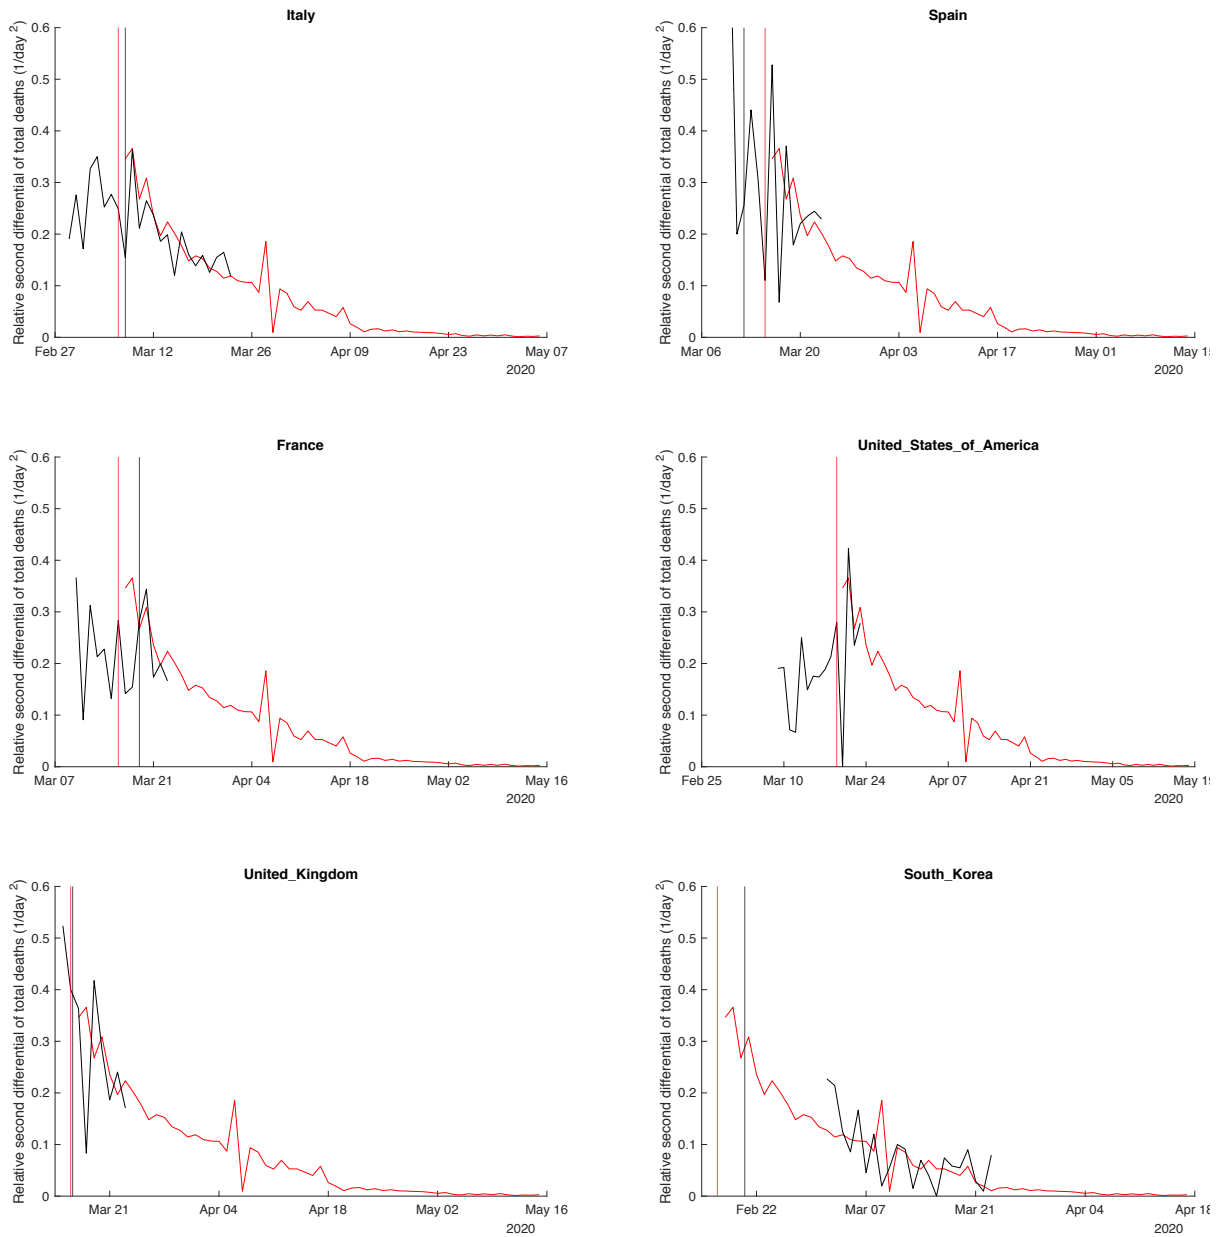 Italy
Relative second differential of total deaths (1/day ²)
0.6
0.5
0.4
0.3
0.2
0.1
0
Feb 27 Mar 12 Mar 26 Apr 09 Apr 23 May 07
2020
Spain
Relative second differential of total deaths (1/day ²)
0.6
0.5
0.4
0.3
0.2
0.1
0
Mar 06 Mar 20 Apr 03 Apr 17 May 01 May 15
2020
France
Relative second differential of total deaths (1/day ²)
0.6
0.5
0.4
0.3
0.2
0.1
0
Mar 07 Mar 21 Apr 04 Apr 18 May 02 May 16
2020
United_States_of_America
Relative second differential of total deaths (1/day ²)
0.6
0.5
0.4
0.3
0.2
0.1
0
Feb 25 Mar 10 Mar 24 Apr 07 Apr 21 May 05 May 19
2020
United_Kingdom
Relative second differential of total deaths (1/day ²)
0.6
0.5
0.4
0.3
0.2
0.1
0
Mar 21 Apr 04 Apr 18 May 02 May 16
2020
South_Korea
Relative second differential of total deaths (1/day ²)
0.6
0.5
0.4
0.3
0.2
0.1
0
Feb 22 Mar 07 Mar 21 Apr 04 Apr 18
2020